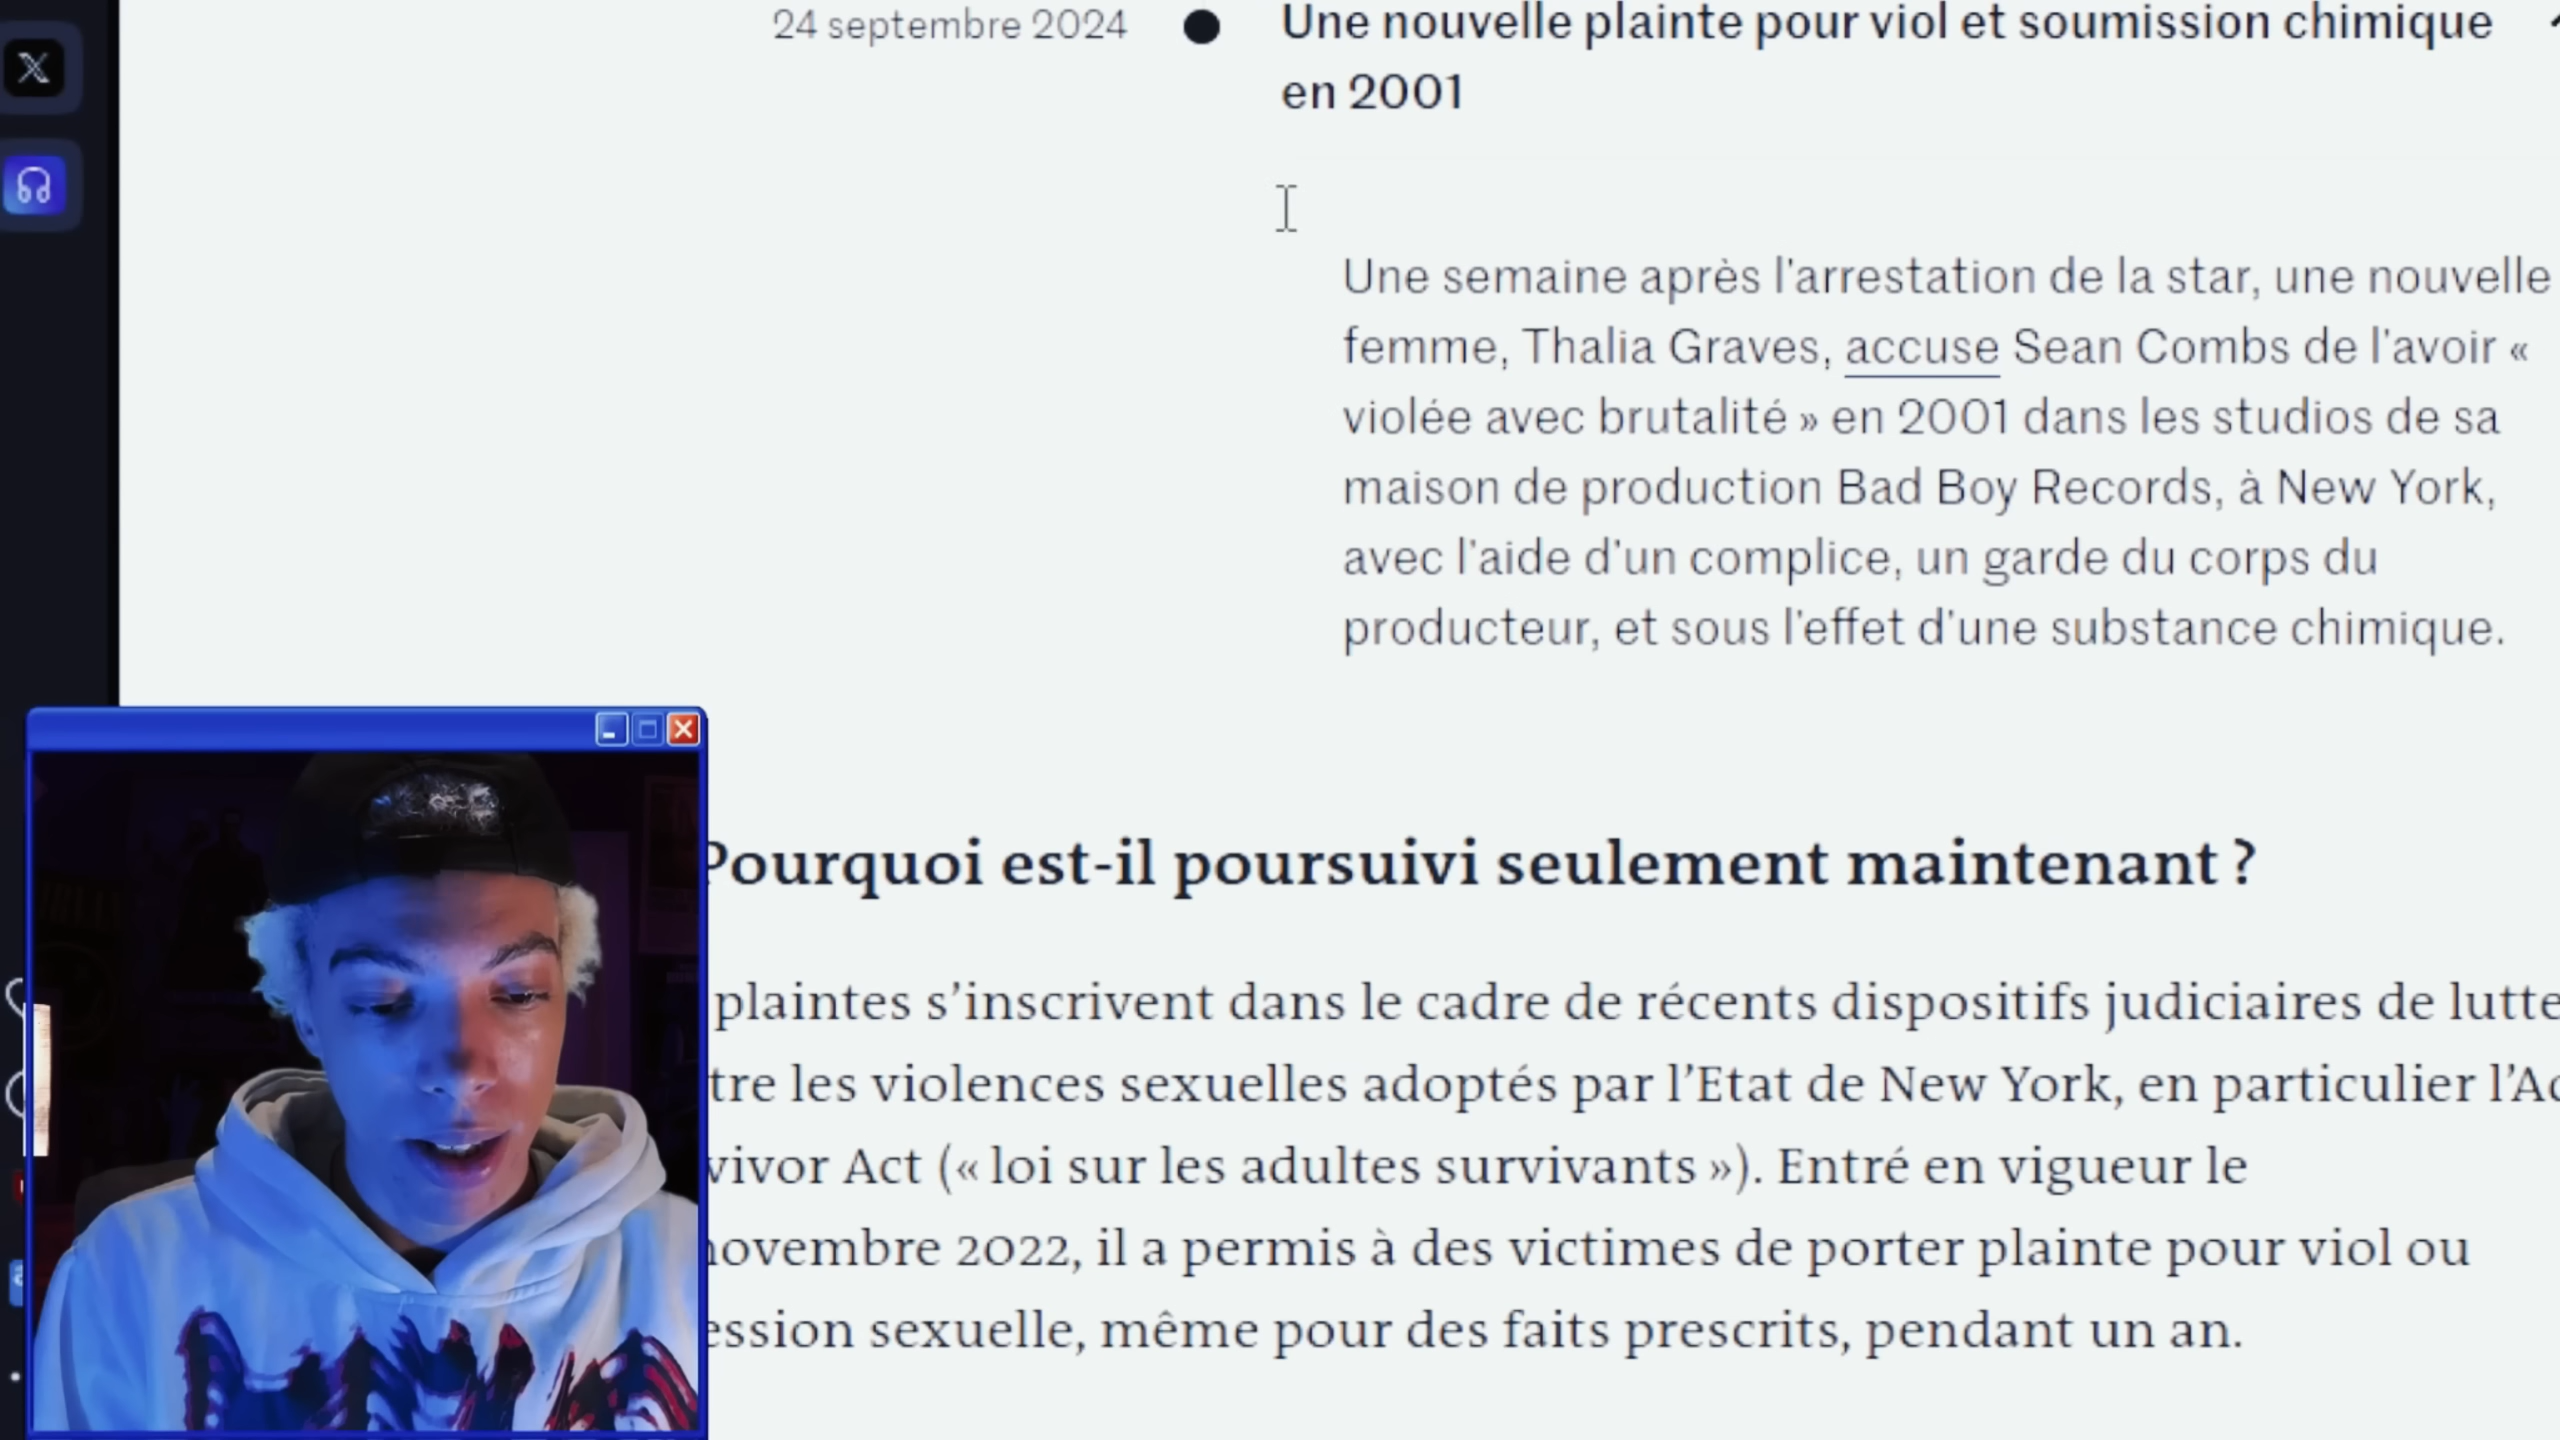 24 septembre 2024
Une nouvelle plainte pour viol et soumission chimique
en 2001
Une semaine après l'arrestation de la star, une nouvelle
femme, Thalia Graves, accuse Sean Combs de l'avoir «
violée avec brutalité » en 2001 dans les studios de sa
maison de production Bad Boy Records, à New York,
avec l'aide d'un complice, un garde du corps du
producteur, et sous l'effet d'une substance chimique.
Pourquoi est-il poursuivi seulement maintenant ?
plaintes s’inscrivent dans le cadre de récents dispositifs judiciaires de lutte
tre les violences sexuelles adoptés par l’Etat de New York, en particulier l’Ad
vivor Act (« loi sur les adultes survivants »). Entré en vigueur le
novembre 2022, il a permis à des victimes de porter plainte pour viol ou
ession sexuelle, même pour des faits prescrits, pendant un an.